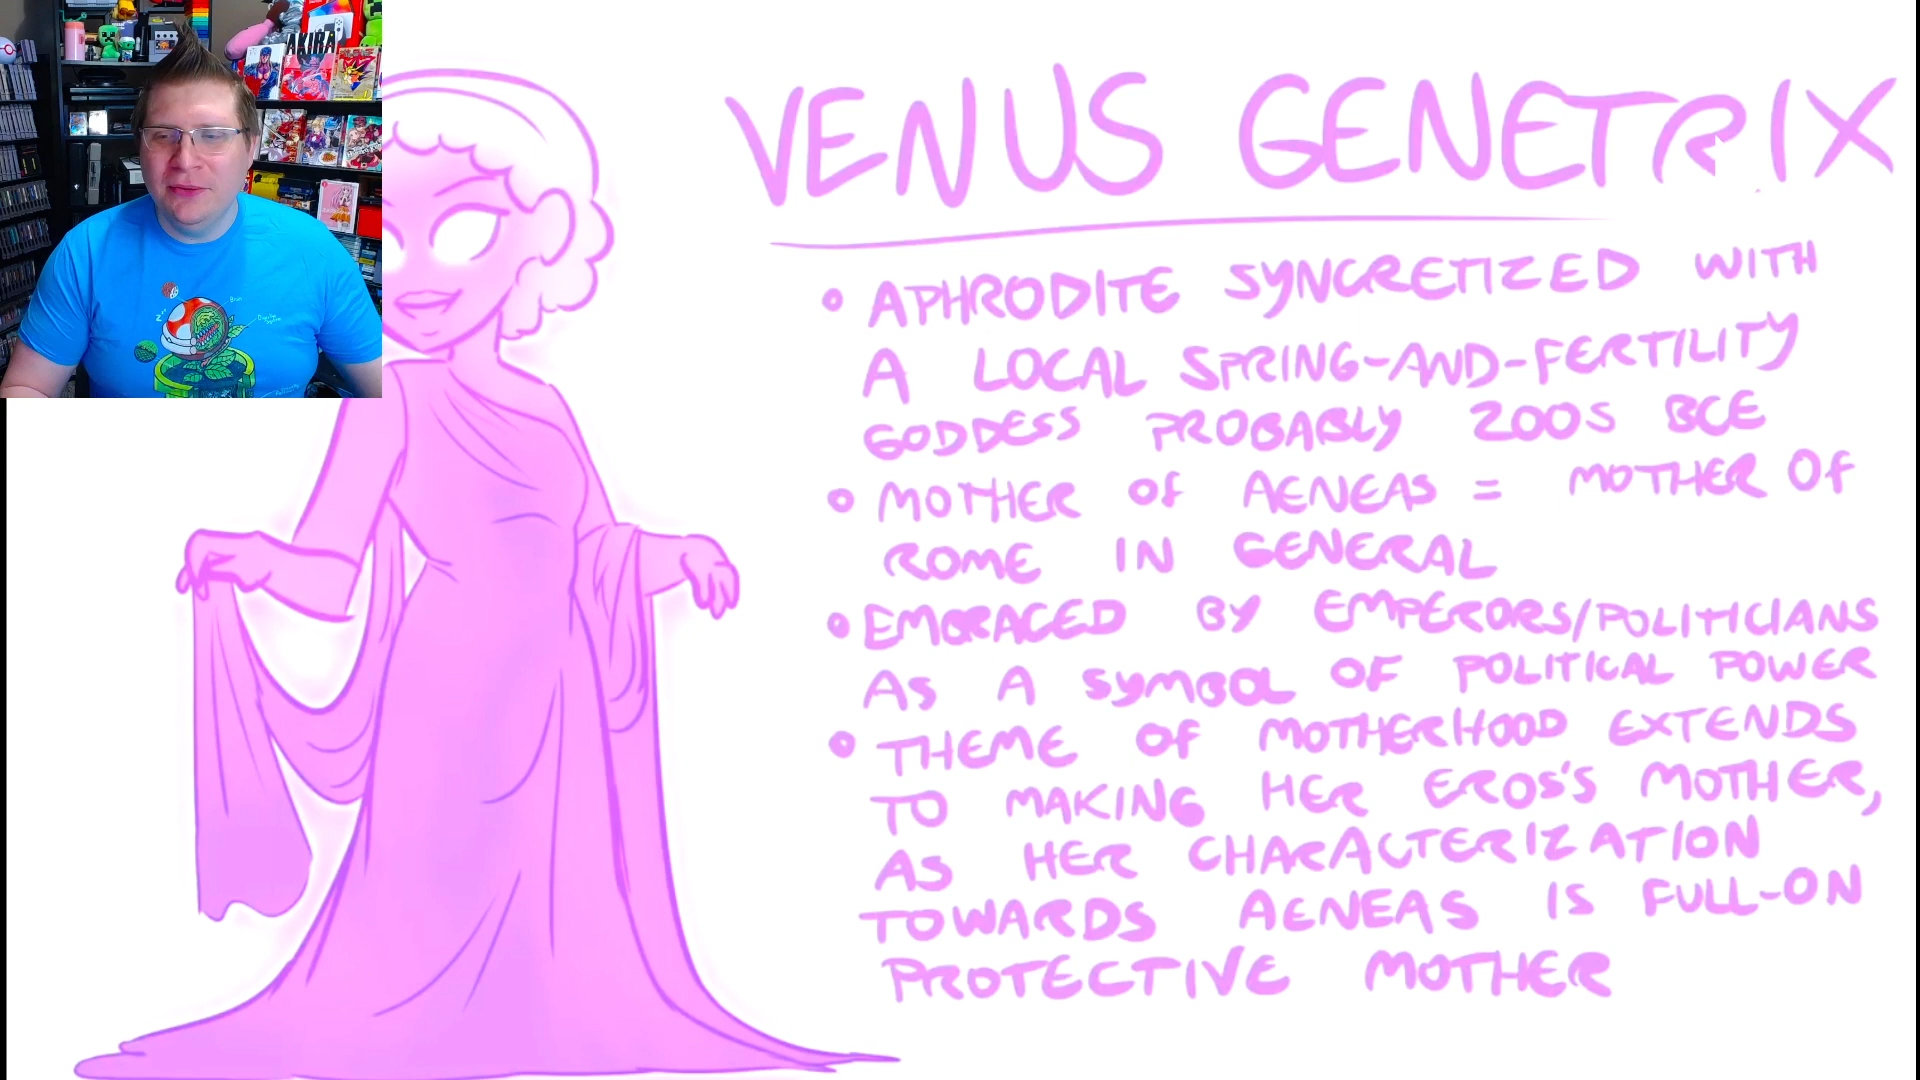 AKIRA
VENUS GENETRIX
• APHRODITE SYNCRETIZED WITH
A LOCAL SPRING-AND-FERTILITY
GODDESS PROBABLY 200S BCE
• MOTHER OF AENEAS = MOTHER OF
ROME IN GENERAL
• EMBRACED BY EMPERORS/POLITICIANS
AS A SYMBOL OF POLITICAL POWER
• THEME OF MOTHERHOOD EXTENDS
TO MAKING HER EROS'S MOTHER,
AS HER CHARACTERIZATION
TOWARDS AENEAS IS FULL-ON
PROTECTIVE MOTHER